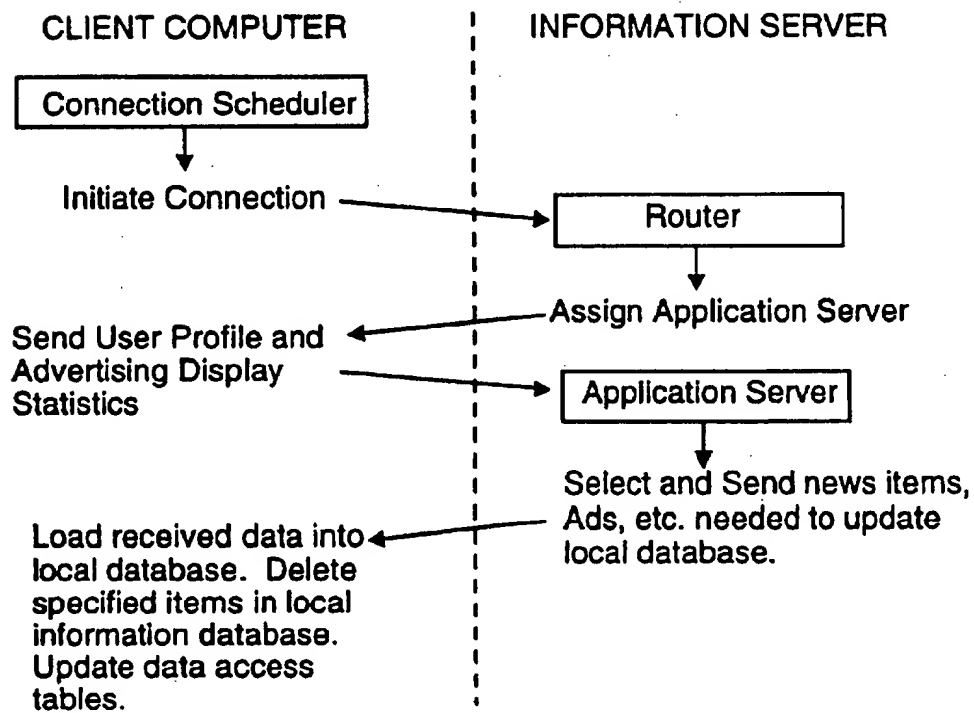 CLIENT COMPUTER
INFORMATION SERVER
Connection Scheduler
Initiate Connection
Router
Assign Application Server
Send User Profile and
Advertising Display
Statistics
Application Server
Select and Send news items,
Ads, etc. needed to update
local database.
Load received data into
local database. Delete
specified items in local
information database.
Update data access
tables.